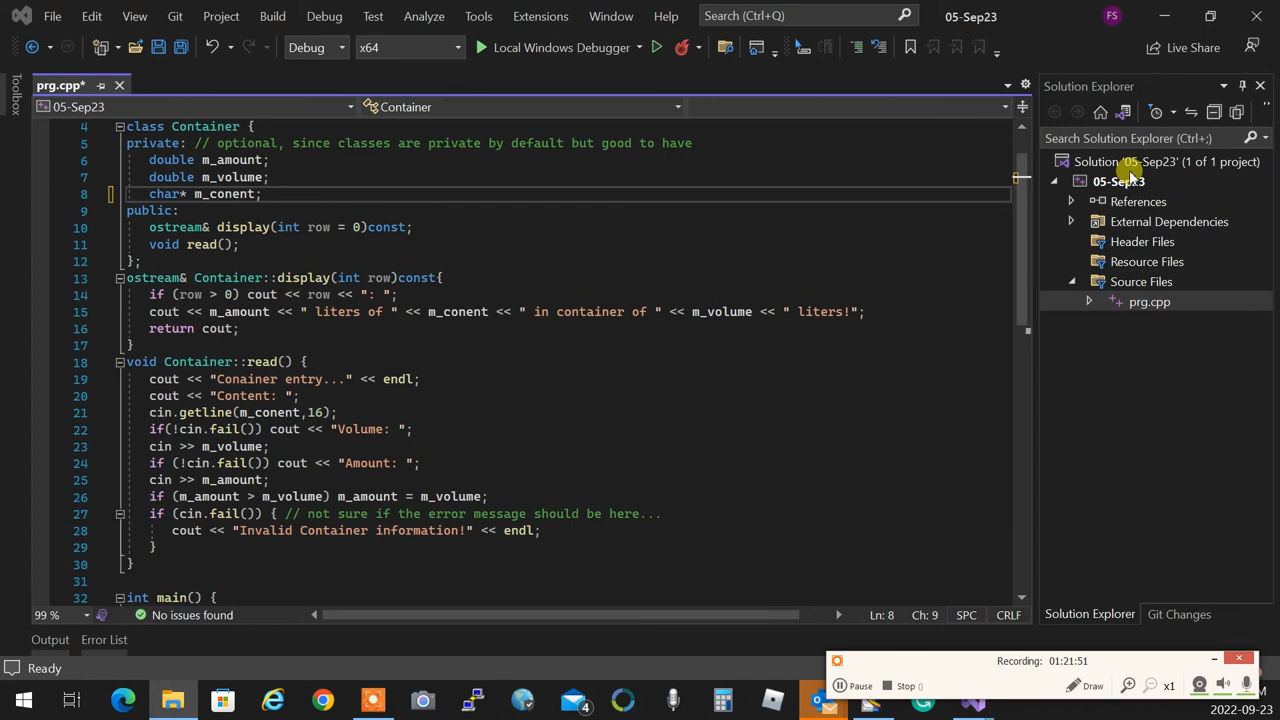 File Edit View Git Project Build Debug Test Analyze Tools Extensions Window Help Search (Ctrl+Q) 05-Sep23 FS
Debug x64 Local Windows Debugger Live Share
Toolbox
prg.cpp*
05-Sep23 Container
4 class Container {
5 private: // optional, since classes are private by default but good to have
6 double m_amount;
7 double m_volume;
8 char* m_conent;
9 public:
10 ostream& display(int row = 0)const;
11 void read();
12 };
13 ostream& Container::display(int row)const{
14 if (row > 0) cout << row << ": ";
15 cout << m_amount << " liters of " << m_conent << " in container of " << m_volume << " liters!";
16 return cout;
17 }
18 void Container::read() {
19 cout << "Conainer entry..." << endl;
20 cout << "Content: ";
21 cin.getline(m_conent,16);
22 if(!cin.fail()) cout << "Volume: ";
23 cin >> m_volume;
24 if (!cin.fail()) cout << "Amount: ";
25 cin >> m_amount;
26 if (m_amount > m_volume) m_amount = m_volume;
27 if (cin.fail()) { // not sure if the error message should be here...
28 cout << "Invalid Container information!" << endl;
29 }
30 }
31
32 int main() {
99 % No issues found Ln: 8 Ch: 9 SPC CRLF
Output Error List
Ready
Solution Explorer
Search Solution Explorer (Ctrl+;)
Solution '05-Sep23' (1 of 1 project)
05-Sep23
References
External Dependencies
Header Files
Resource Files
Source Files
prg.cpp
Solution Explorer Git Changes
Recording: 01:21:51
Pause Stop () Draw x1
4
2022-09-23